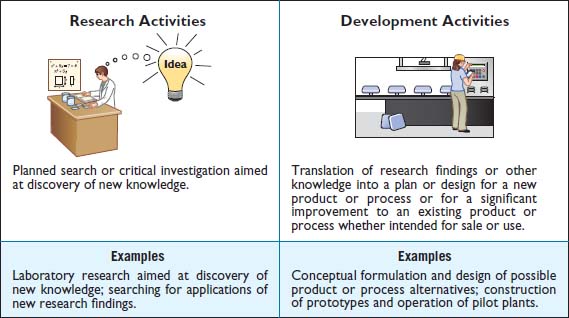 Research Activities
Idea
Planned search or critical investigation aimed
at discovery of new knowledge.
Examples
Laboratory research aimed at discovery of
new knowledge; searching for applications of
new research findings.
Development Activities
Translation of research findings or other
knowledge into a plan or design for a new
product or process or for a significant
improvement to an existing product or
process whether intended for sale or use.
Examples
Conceptual formulation and design of possible
product or process alternatives; construction
of prototypes and operation of pilot plants.